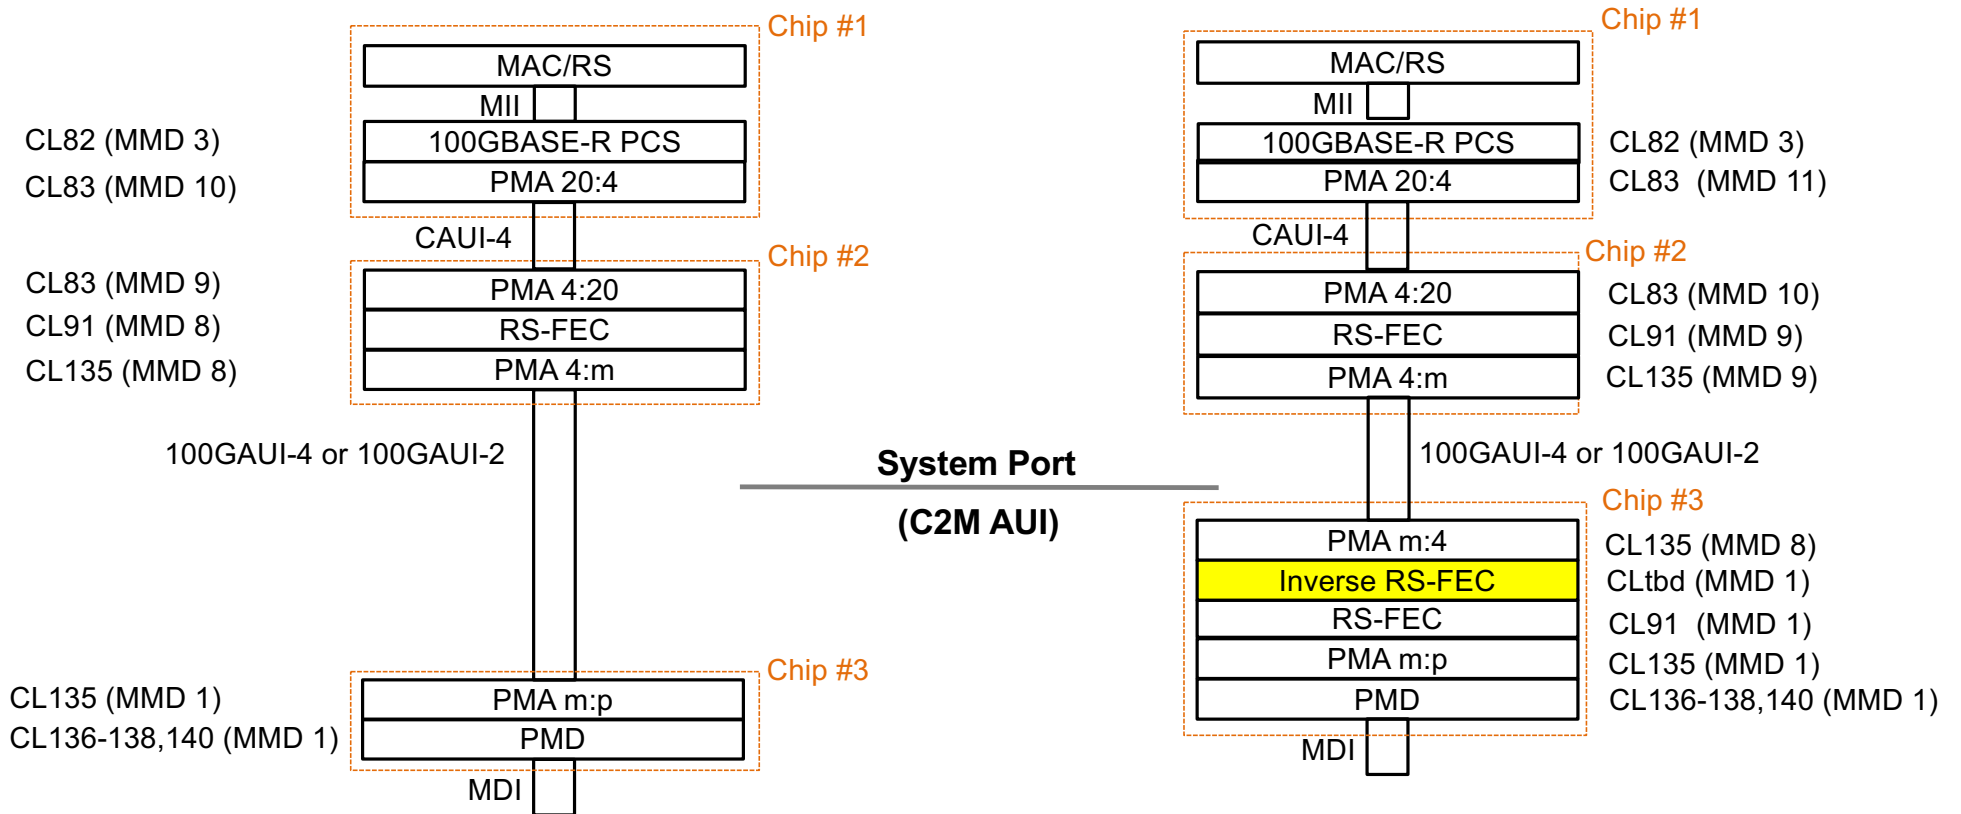 Chip #1
MAC/RS
MII
CL82 (MMD 3)
100GBASE-R PCS
CL83 (MMD 10)
PMA 20:4
CAUI-4
Chip #2
CL83 (MMD 9)
PMA 4:20
CL91 (MMD 8)
RS-FEC
CL135 (MMD 8)
PMA 4:m
100GAUI-4 or 100GAUI-2
Chip #3
CL135 (MMD 1)
PMA m:p
CL136-138,140 (MMD 1)
PMD
MDI
System Port
(C2M AUI)
Chip #1
MAC/RS
MII
100GBASE-R PCS
CL82 (MMD 3)
PMA 20:4
CL83 (MMD 11)
CAUI-4
Chip #2
PMA 4:20
CL83 (MMD 10)
RS-FEC
CL91 (MMD 9)
PMA 4:m
CL135 (MMD 9)
100GAUI-4 or 100GAUI-2
Chip #3
PMA m:4
CL135 (MMD 8)
Inverse RS-FEC
CLtbd (MMD 1)
RS-FEC
CL91 (MMD 1)
PMA m:p
CL135 (MMD 1)
PMD
CL136-138,140 (MMD 1)
MDI